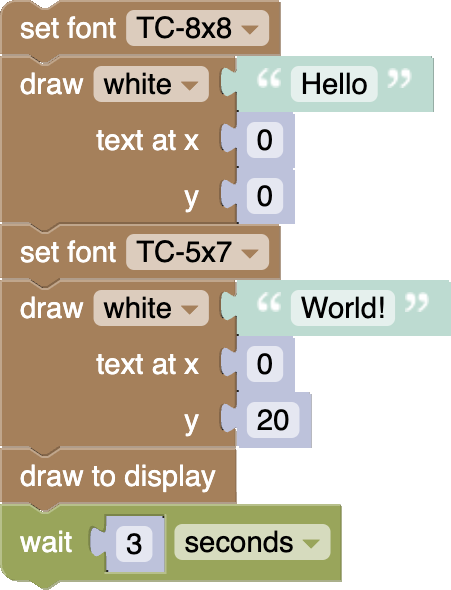 set font TC-8x8
draw white “ Hello ”
text at x 0
y 0
set font TC-5x7
draw white “ World! ”
text at x 0
y 20
draw to display
wait 3 seconds